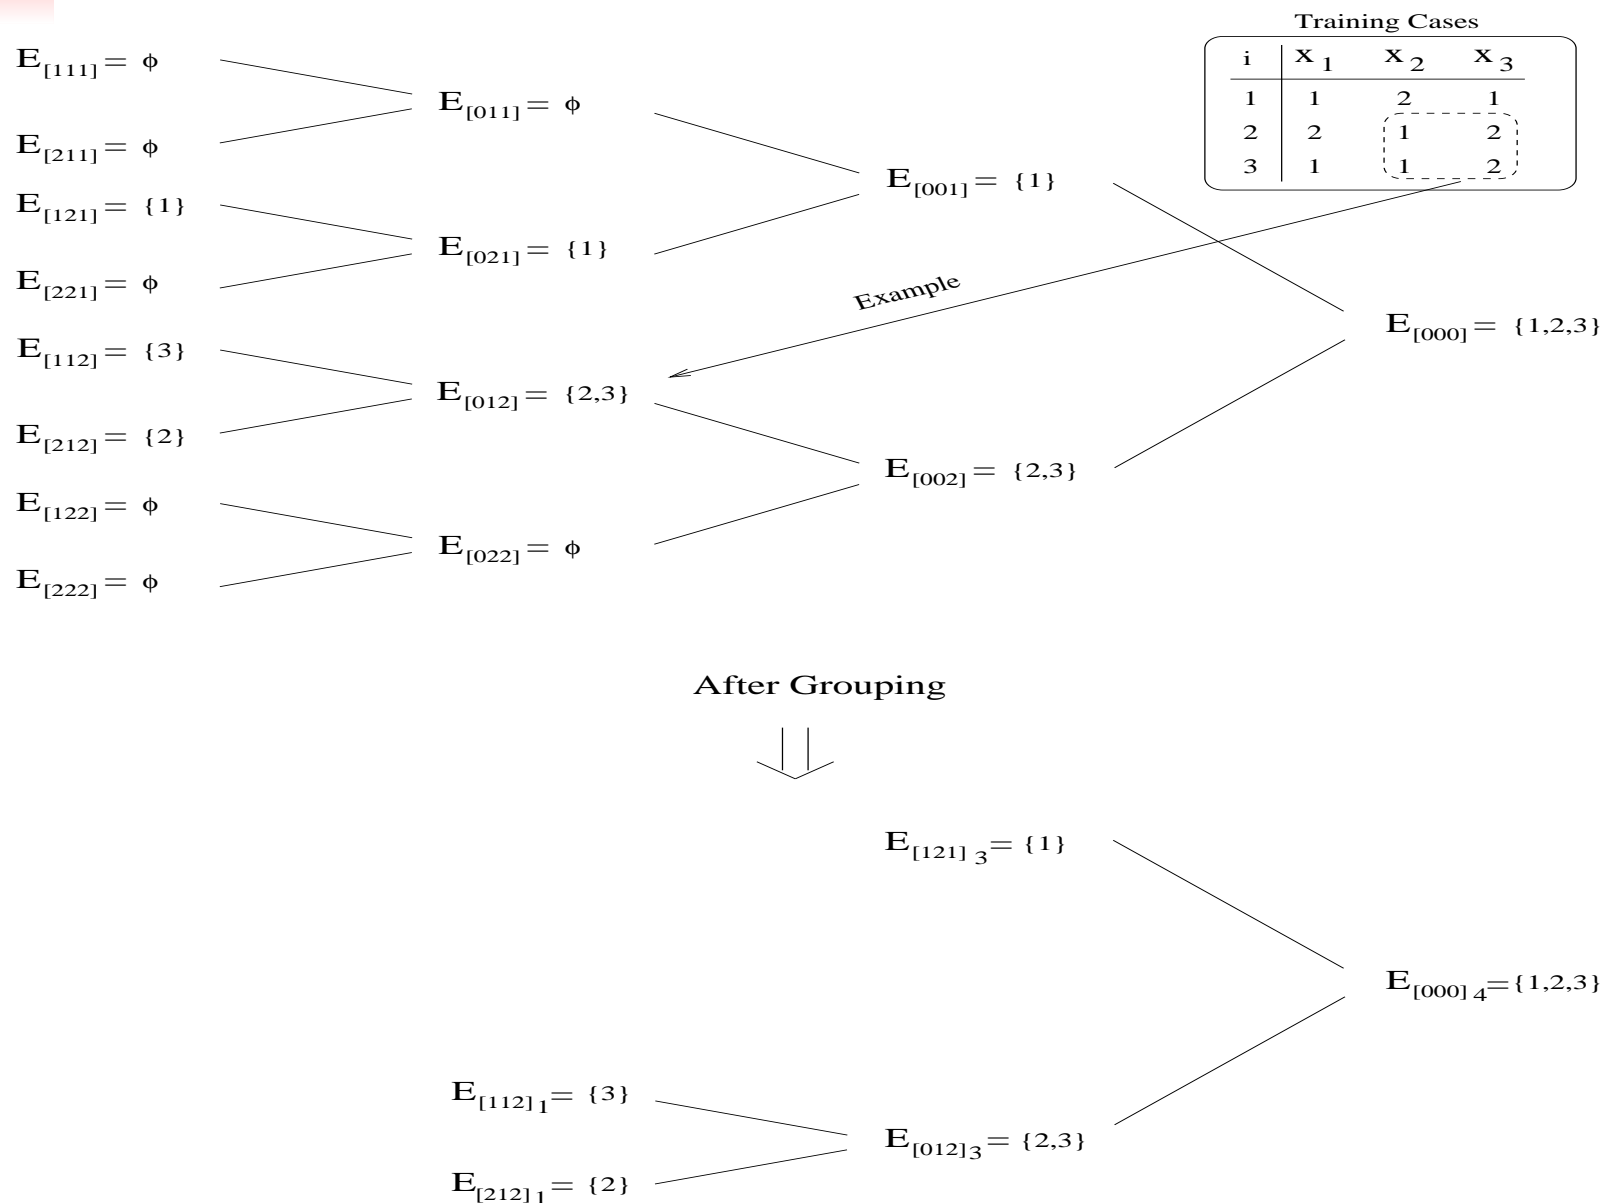 Training Cases
i x 1 x 2 x 3
1 1 2 1
2 2 1 2
3 1 1 2
E[111] = ϕ
E[211] = ϕ
E[121] = {1}
E[221] = ϕ
E[112] = {3}
E[212] = {2}
E[122] = ϕ
E[222] = ϕ
E[011] = ϕ
E[021] = {1}
E[012] = {2,3}
E[022] = ϕ
E[001] = {1}
E[002] = {2,3}
Example
E[000] = {1,2,3}
After Grouping
E[121] 3 = {1}
E[000] 4 = {1,2,3}
E[112] 1 = {3}
E[012] 3 = {2,3}
E[212] 1 = {2}